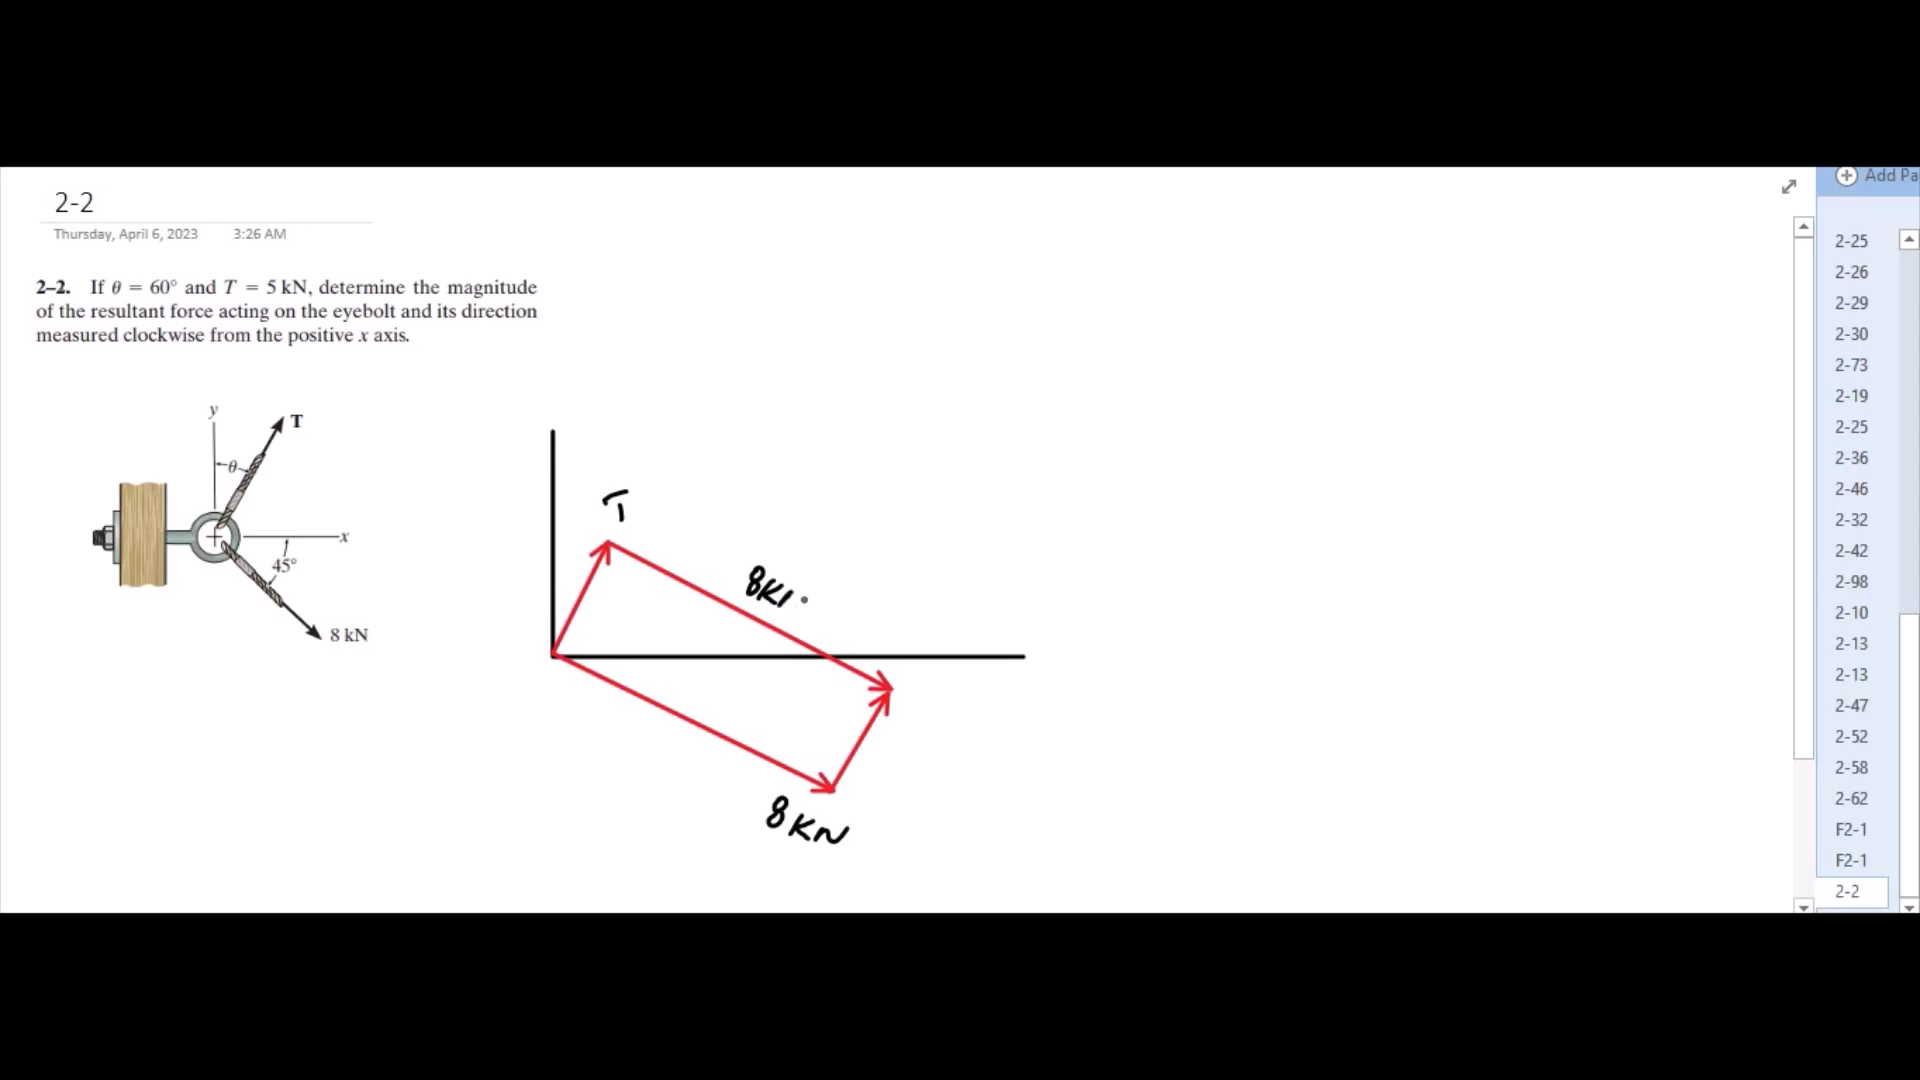 2-2
Thursday, April 6, 2023 3:26 AM
2–2. If θ = 60° and T = 5 kN, determine the magnitude
of the resultant force acting on the eyebolt and its direction
measured clockwise from the positive x axis.
y
T
θ
x
45°
8 kN
T
8K
8KN
Add Pa
2-25
2-26
2-29
2-30
2-73
2-19
2-25
2-36
2-46
2-32
2-42
2-98
2-10
2-13
2-13
2-47
2-52
2-58
2-62
F2-1
F2-1
2-2